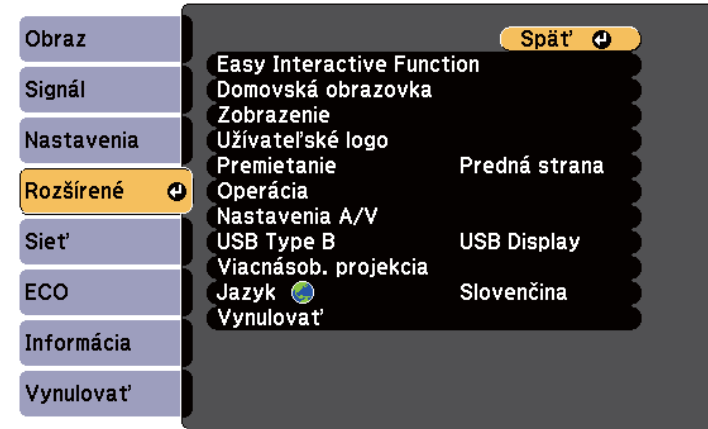 Obraz
Signál
Nastavenia
Rozšírené
Sieť
ECO
Informácia
Vynulovať
Späť
Easy Interactive Function
Domovská obrazovka
Zobrazenie
Užívateľské logo
Premietanie Predná strana
Operácia
Nastavenia A/V
USB Type B USB Display
Viacnásob. projekcia
Jazyk Slovenčina
Vynulovať